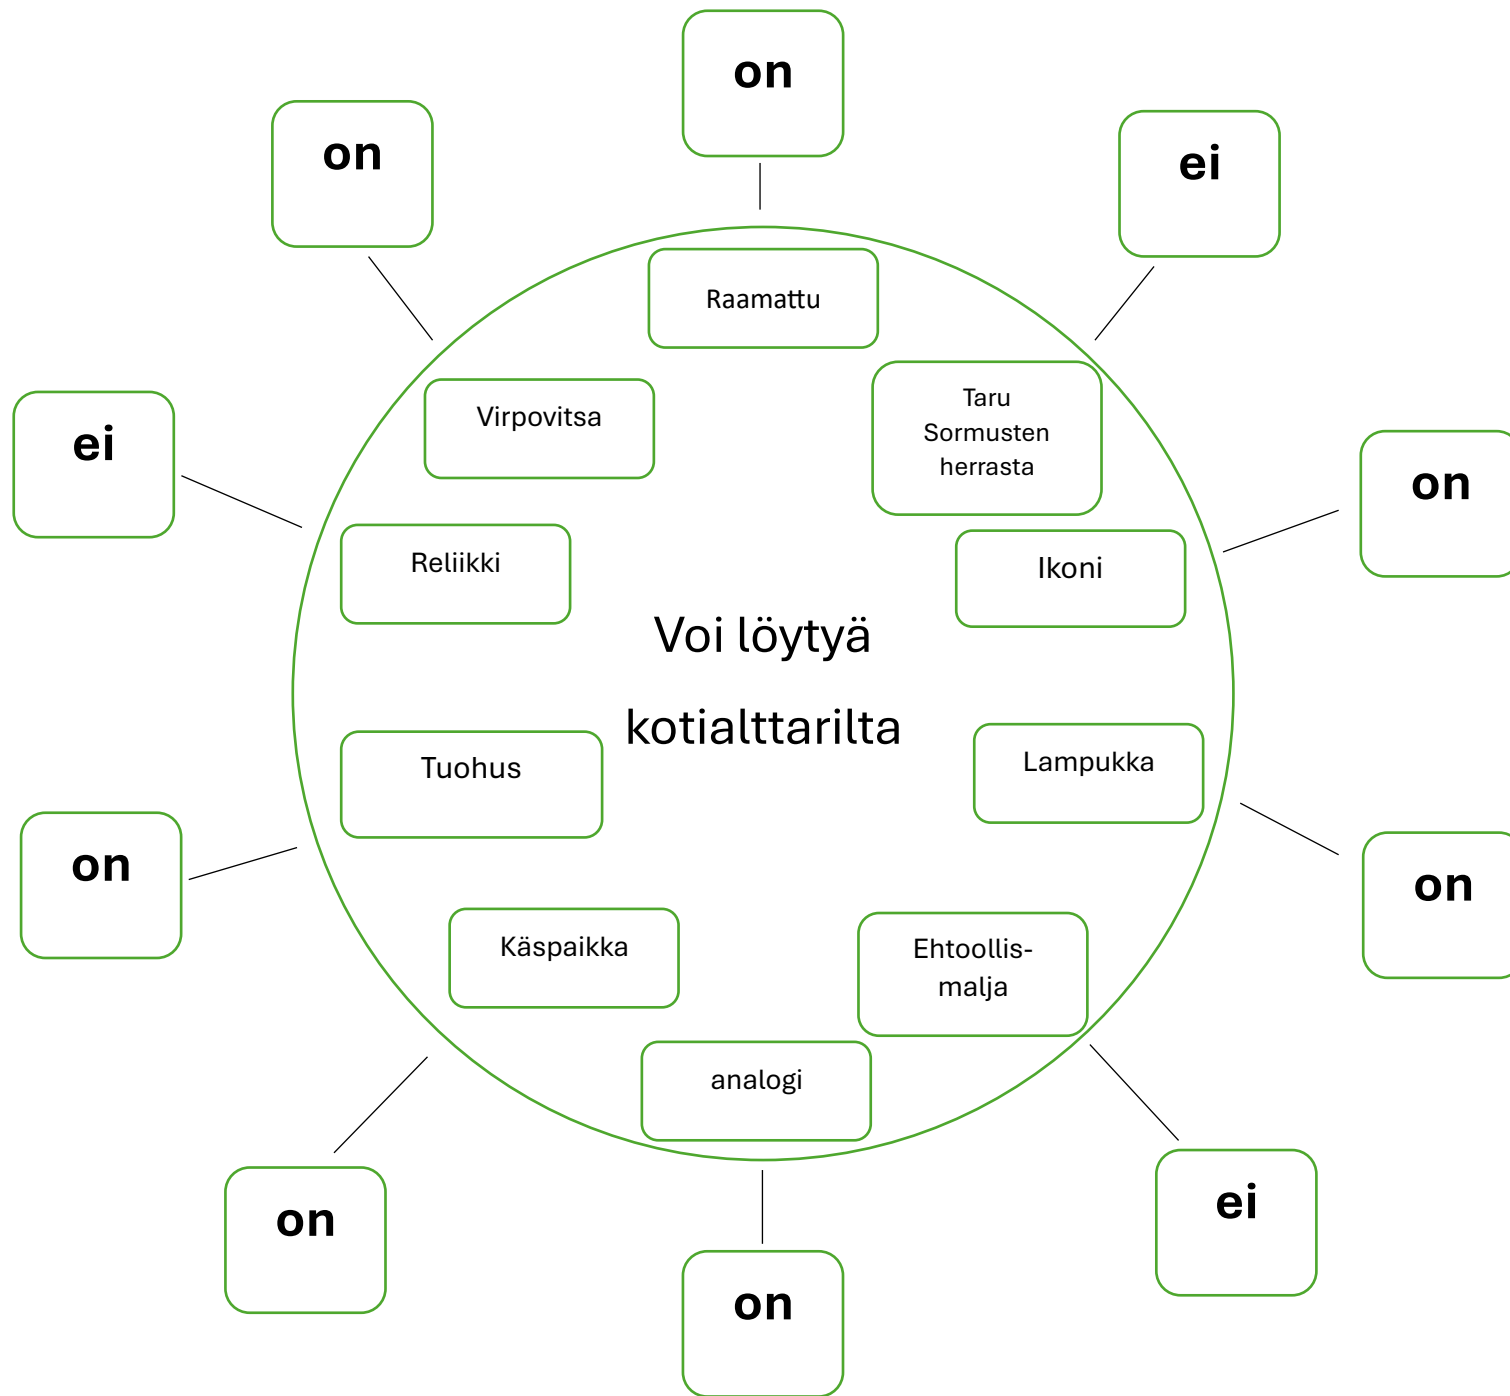 on
on
ei
Raamattu
Virpovitsa
Taru
Sormusten
herrasta
ei
on
Reliikki
Ikoni
Voi löytyä
kotialttarilta
Tuohus
Lampukka
on
on
Käspaikka
Ehtoollis-
malja
analogi
on
ei
on